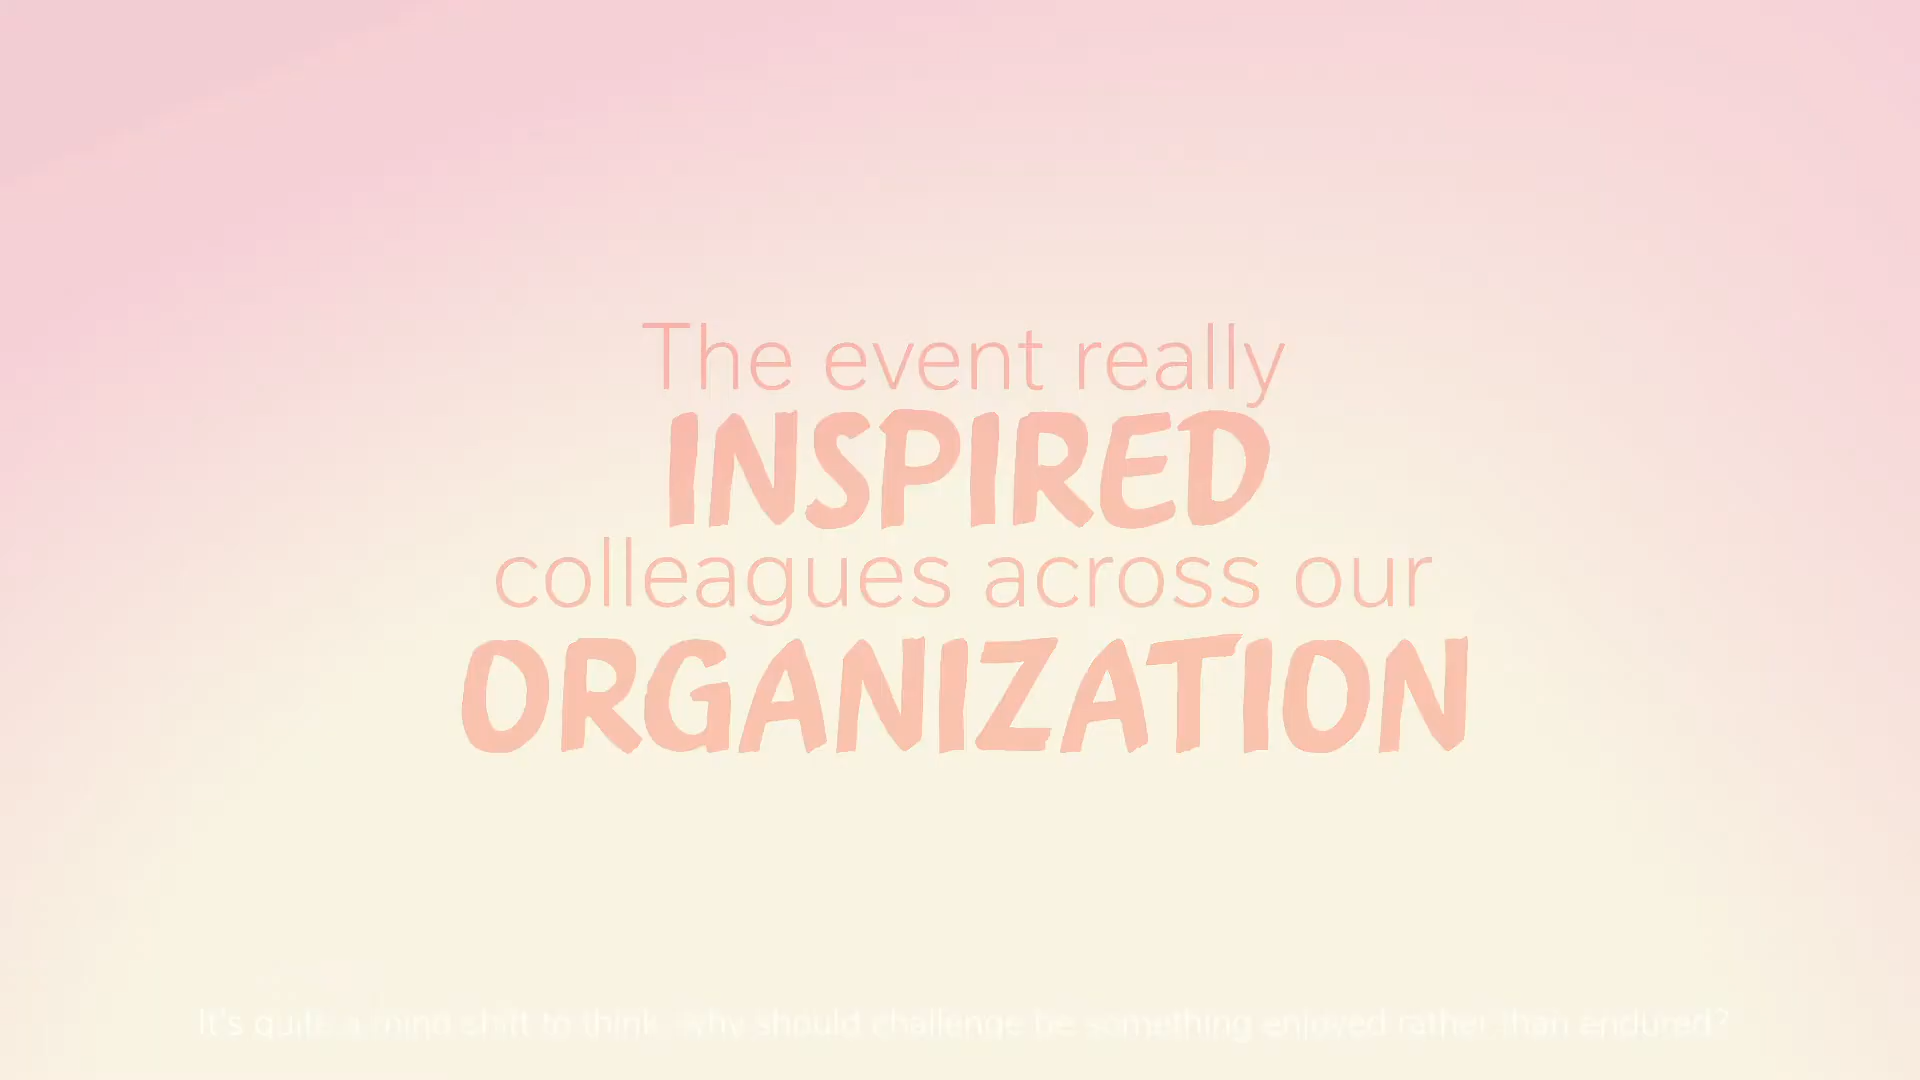 The event really
INSPIRED
colleagues across our
ORGANIZATION
It's quite a mind shift to think, why should challenge be something enjoyed rather than endured?